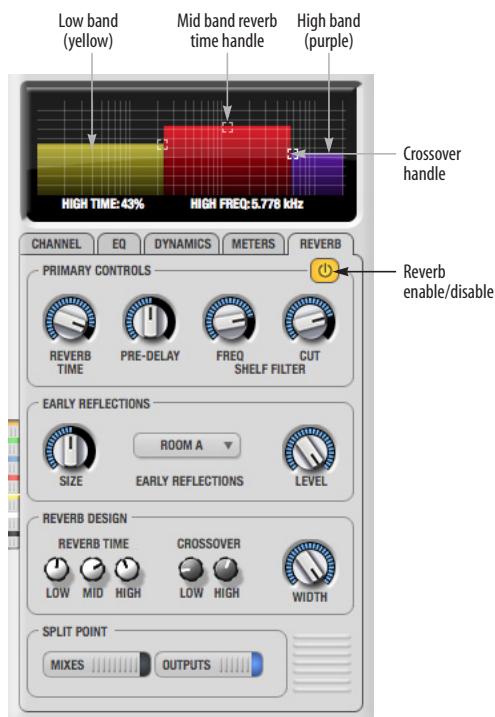 Low band
(yellow)
Mid band reverb
time handle
High band
(purple)
Crossover
handle
HIGH TIME: 43% HIGH FREQ: 5.778 kHz
CHANNEL EQ DYNAMICS METERS REVERB
Reverb
enable/disable
PRIMARY CONTROLS
REVERB
TIME
PRE-DELAY
FREQ
CUT
SHELF FILTER
EARLY REFLECTIONS
ROOM A
SIZE
EARLY REFLECTIONS
LEVEL
REVERB DESIGN
REVERB TIME
CROSSOVER
LOW MID HIGH
LOW HIGH
WIDTH
SPLIT POINT
MIXES
OUTPUTS